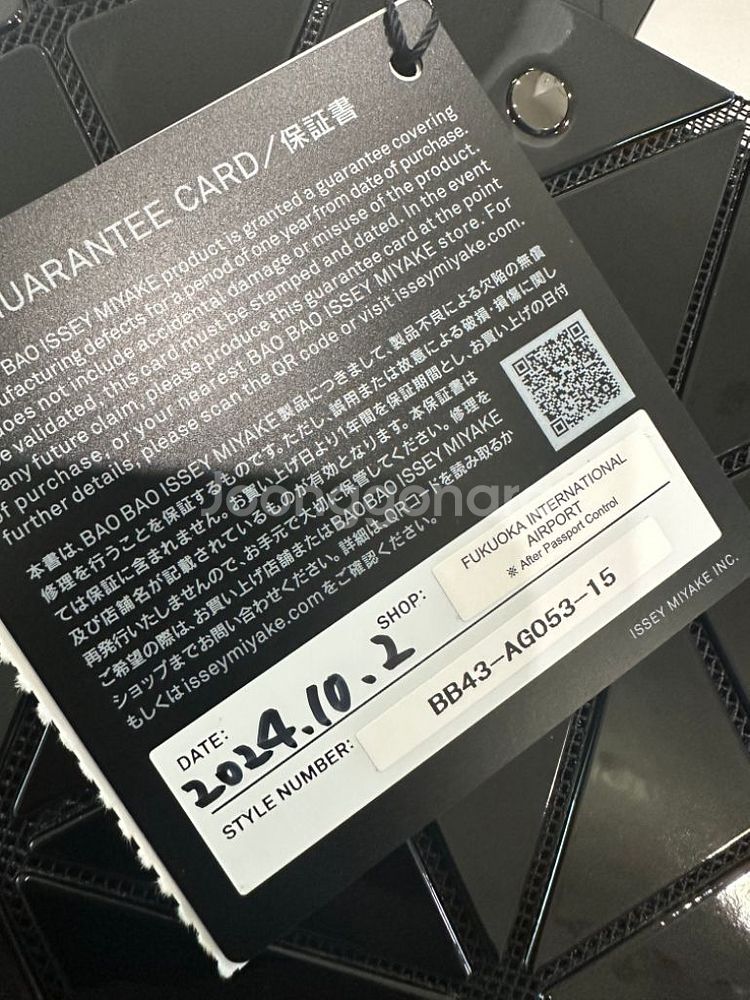 GUARANTEE CARD/保証書
BAO BAO ISSEY MIYAKE product is granted a guarantee covering
manufacturing defects for a period of one year from date of purchase.
does not include accidental damage or misuse of the product.
be validated, this card must be stamped and dated. In the event
any future claim, please produce this guarantee card at the point
of purchase, or your nearest BAO BAO ISSEY MIYAKE store. For
further details, please scan the QR code or visit isseymiyake.com.
本書は、BAO BAO ISSEY MIYAKE製品につきまして、製品不良による欠陥の無償
修理を行うことを保証するものです。ただし、誤用または故意による破損・損傷に関し
ては保証に含まれません。お買い上げ日より1年間を保証期間とし、お買い上げの日付
及び店舗名が記載されているものが有効となります。本保証書は
再発行いたしませんので、お手元で大切に保管してください。修理を
ご希望の際は、お買い上げ店舗またはBAO BAO ISSEY MIYAKE
ショップまでお問い合わせください。詳細は、QRコードを読み取るか
もしくはisseymiyake.comをご確認ください。
Joonggonar
DATE:
2024.10.2
SHOP:
FUKUOKA INTERNATIONAL
AIRPORT
※ After Passport Control
STYLE NUMBER:
BB43-AG053-15
ISSEY MIYAKE INC.